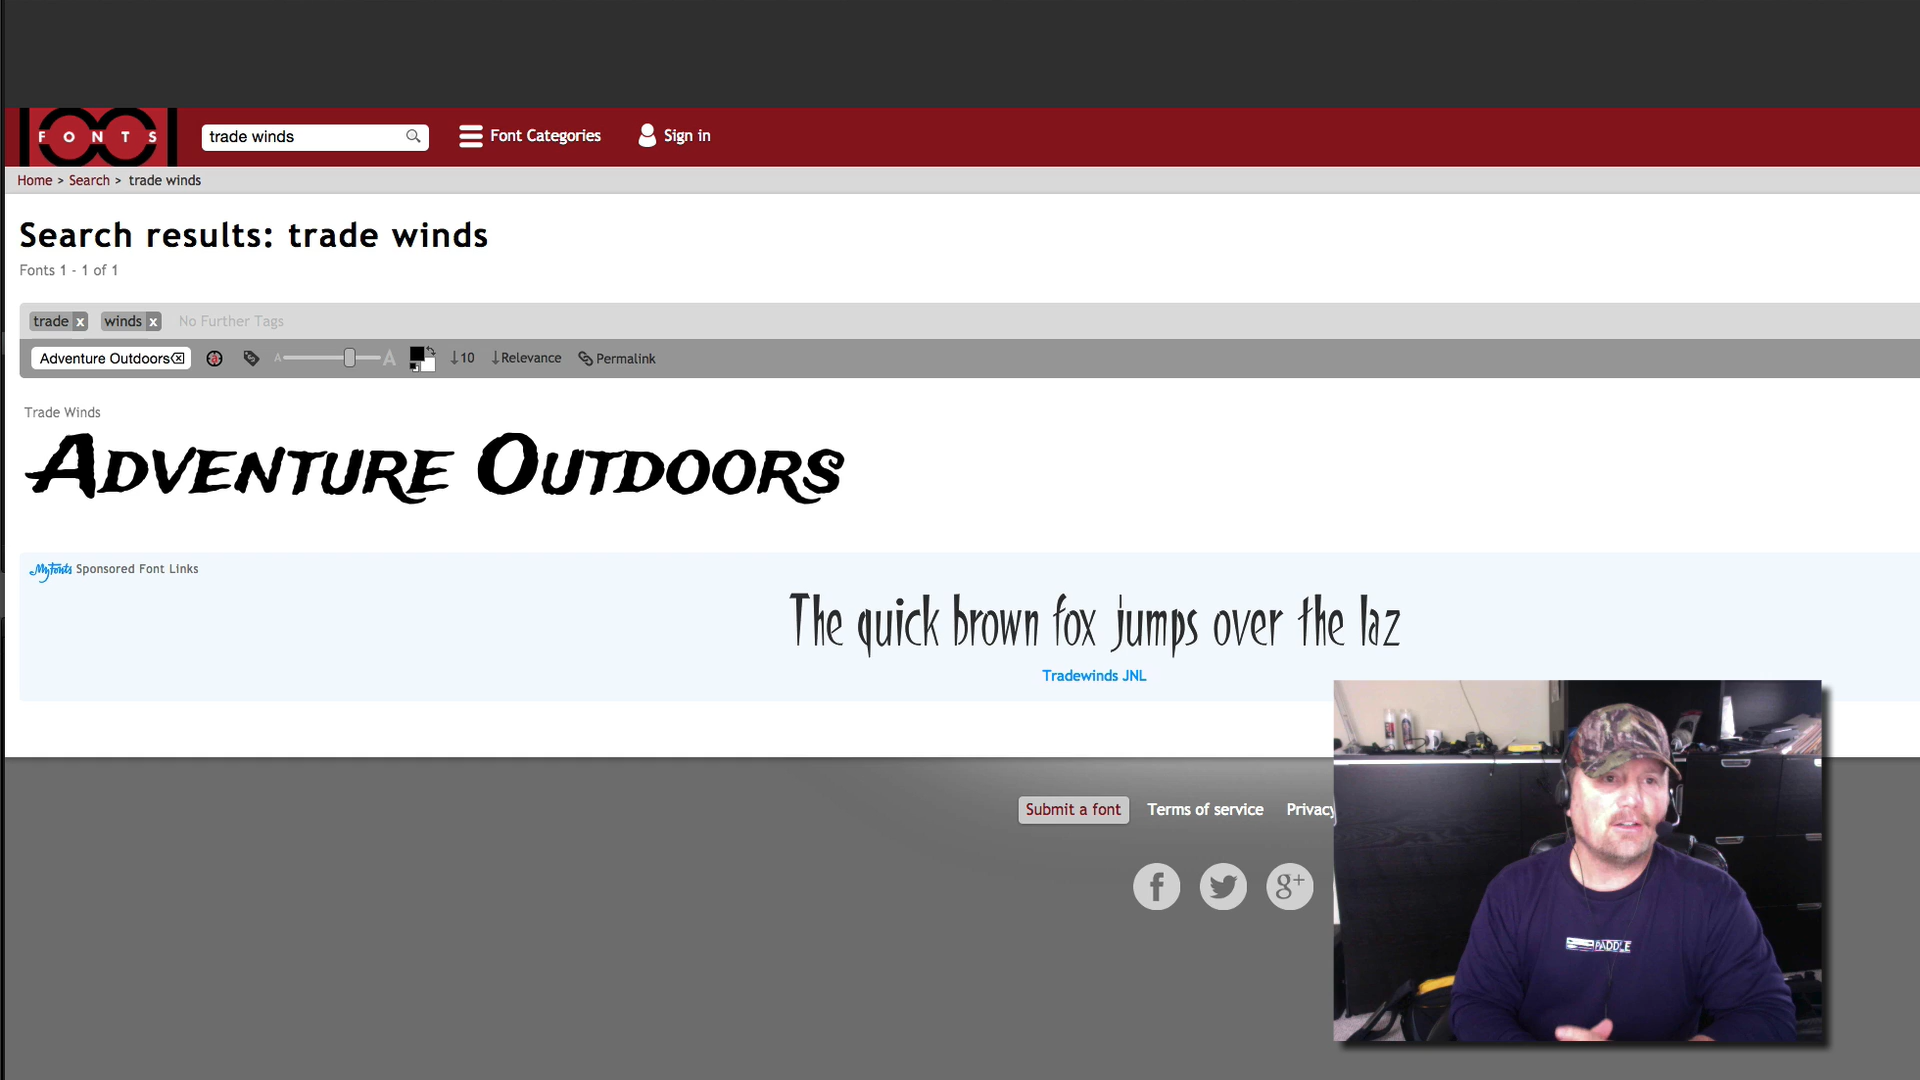 FONTS
trade winds
Font Categories
Sign in
Home > Search > trade winds
Search results: trade winds
Fonts 1 - 1 of 1
trade x winds x No Further Tags
Adventure Outdoors
A A ↓10 ↓Relevance Permalink
Trade Winds
Adventure Outdoors
MyFonts Sponsored Font Links
The quick brown fox jumps over the laz
Tradewinds JNL
Submit a font Terms of service Privacy
f g+
PADDLE